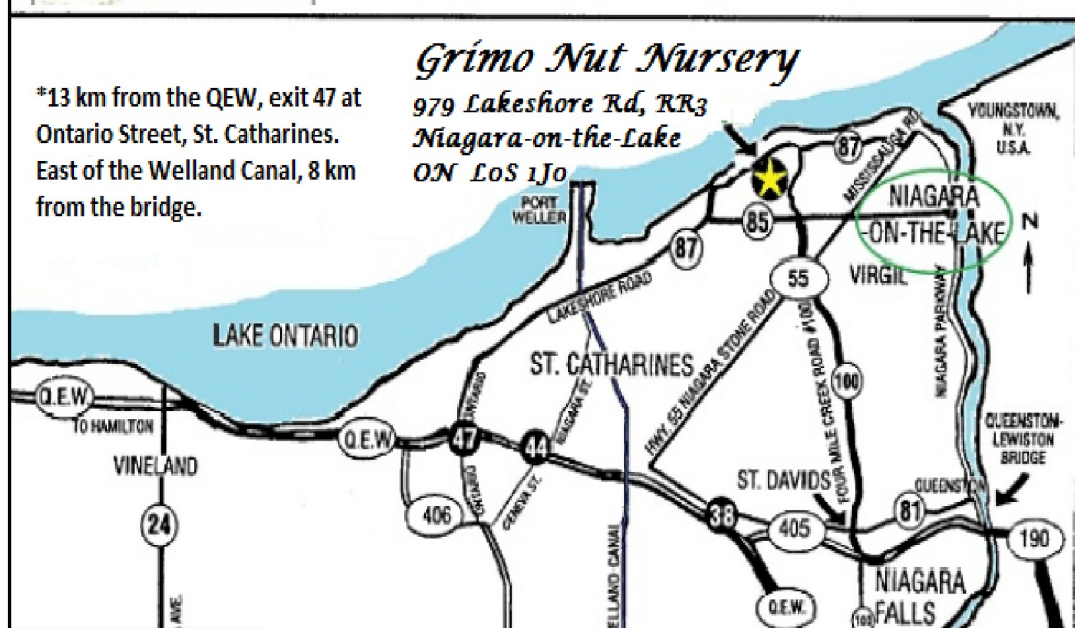 Grimo Nut Nursery
979 Lakeshore Rd, RR3
Niagara-on-the-Lake
ON L0S 1J0
*13 km from the QEW, exit 47 at
Ontario Street, St. Catharines.
East of the Welland Canal, 8 km
from the bridge.
YOUNGSTOWN,
N.Y.
U.S.A.
87
MISSISSAUGA RD.
NIAGARA
-ON-THE-LAKE
N
PORT
WELLER
85
87
55
VIRGIL
LAKESHORE ROAD
NIAGARA PARKWAY
LAKE ONTARIO
ST. CATHARINES
HWY 55 NIAGARA STONE ROAD
FOUR MILE CREEK ROAD #100
100
Q.E.W
TO HAMILTON
Q.E.W
ONTARIO
47
44
NIAGARA ST.
QUEENSTON-
LEWISTON
BRIDGE
VINELAND
ST. DAVIDS
QUEENSTON
24
406
ONTARIO
GENEVA ST.
38
405
81
190
ELLAND CANAL
NIAGARA
FALLS
AVE.
Q.E.W.
100